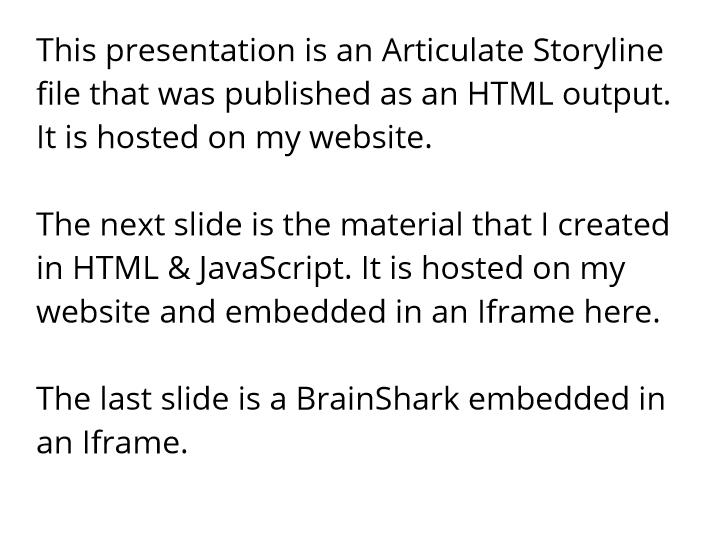 This presentation is an Articulate Storyline
file that was published as an HTML output.
It is hosted on my website.
The next slide is the material that I created
in HTML & JavaScript. It is hosted on my
website and embedded in an Iframe here.
The last slide is a BrainShark embedded in
an Iframe.